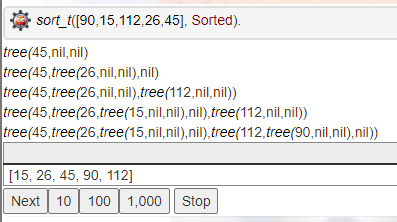 sort_t([90,15,112,26,45], Sorted).
tree(45,nil,nil)
tree(45,tree(26,nil,nil),nil)
tree(45,tree(26,nil,nil),tree(112,nil,nil))
tree(45,tree(26,tree(15,nil,nil),nil),tree(112,nil,nil))
tree(45,tree(26,tree(15,nil,nil),nil),tree(112,tree(90,nil,nil),nil))
[15, 26, 45, 90, 112]
Next 10 100 1,000 Stop